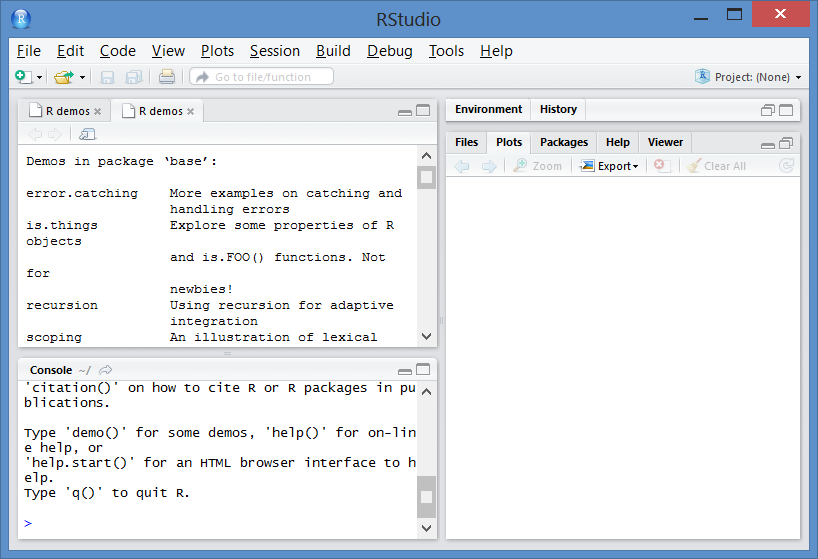 RStudio
File Edit Code View Plots Session Build Debug Tools Help
Go to file/function Project: (None)
R demos R demos
Demos in package ‘base’:
error.catching More examples on catching and
handling errors
is.things Explore some properties of R
objects
and is.FOO() functions. Not
for
newbies!
recursion Using recursion for adaptive
integration
scoping An illustration of lexical
Console ~/
'citation()' on how to cite R or R packages in pu
blications.
Type 'demo()' for some demos, 'help()' for on-lin
e help, or
'help.start()' for an HTML browser interface to h
elp.
Type 'q()' to quit R.
>
Environment History
Files Plots Packages Help Viewer
Zoom Export Clear All